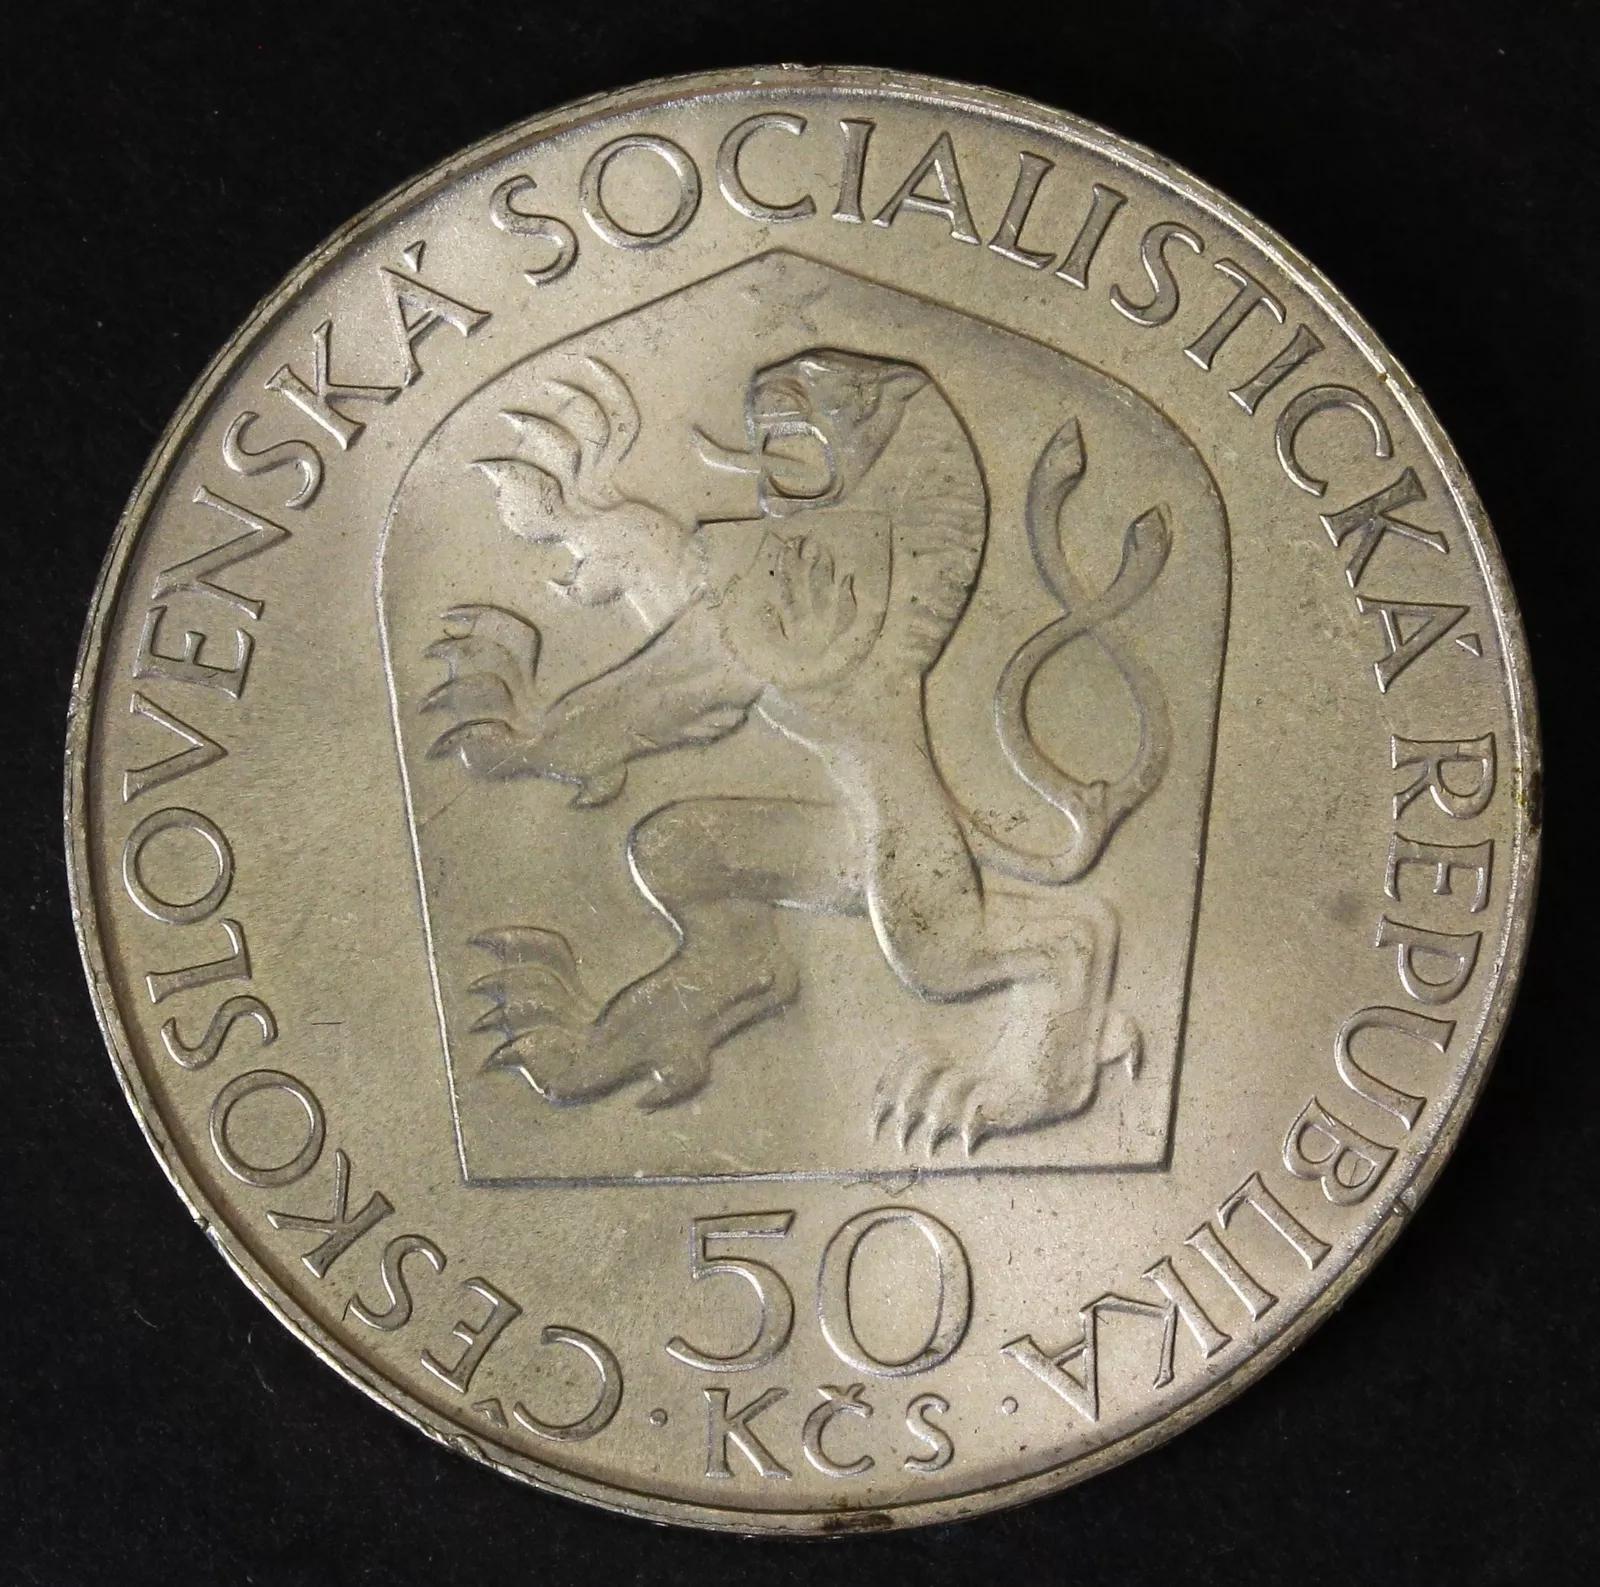 ČESKOSLOVENSKÁ SOCIALISTICKÁ REPUBLIKA
50
·KČS·